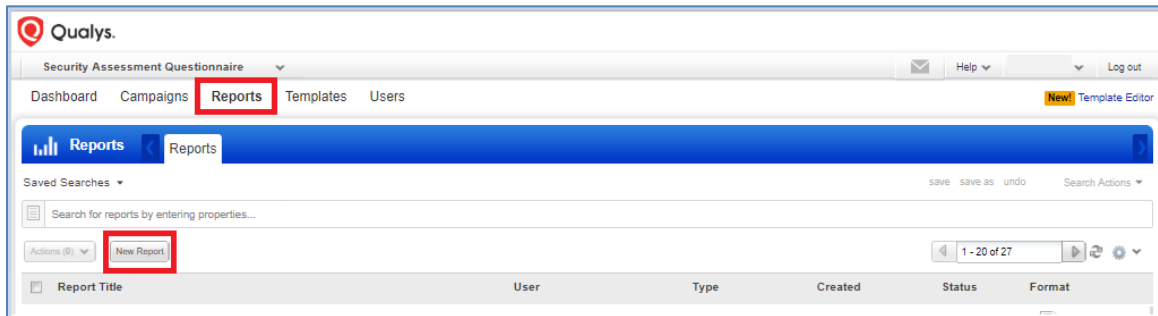 Qualys.
Security Assessment Questionnaire Help Log out
Dashboard Campaigns Reports Templates Users New! Template Editor
Reports Reports
Saved Searches save save as undo Search Actions
Search for reports by entering properties...
Actions (0) New Report 1 - 20 of 27
Report Title User Type Created Status Format